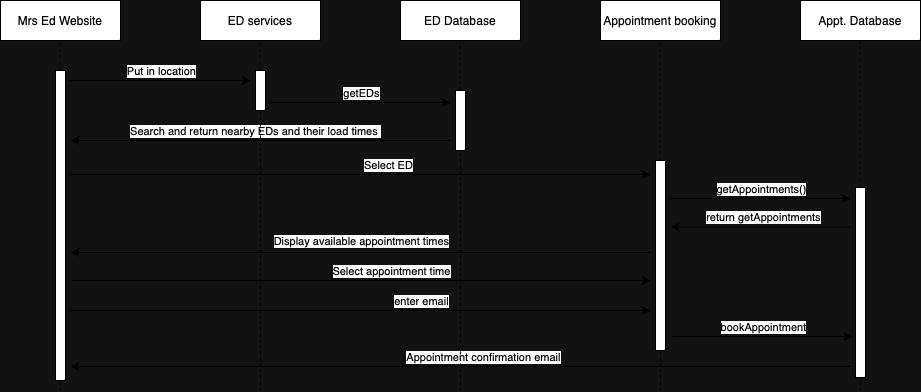 Mrs Ed Website
ED services
ED Database
Appointment booking
Appt. Database
Put in location
getEDs
Search and return nearby EDs and their load times
Select ED
getAppointments()
return getAppointments
Display available appointment times
Select appointment time
enter email
bookAppointment
Appointment confirmation email